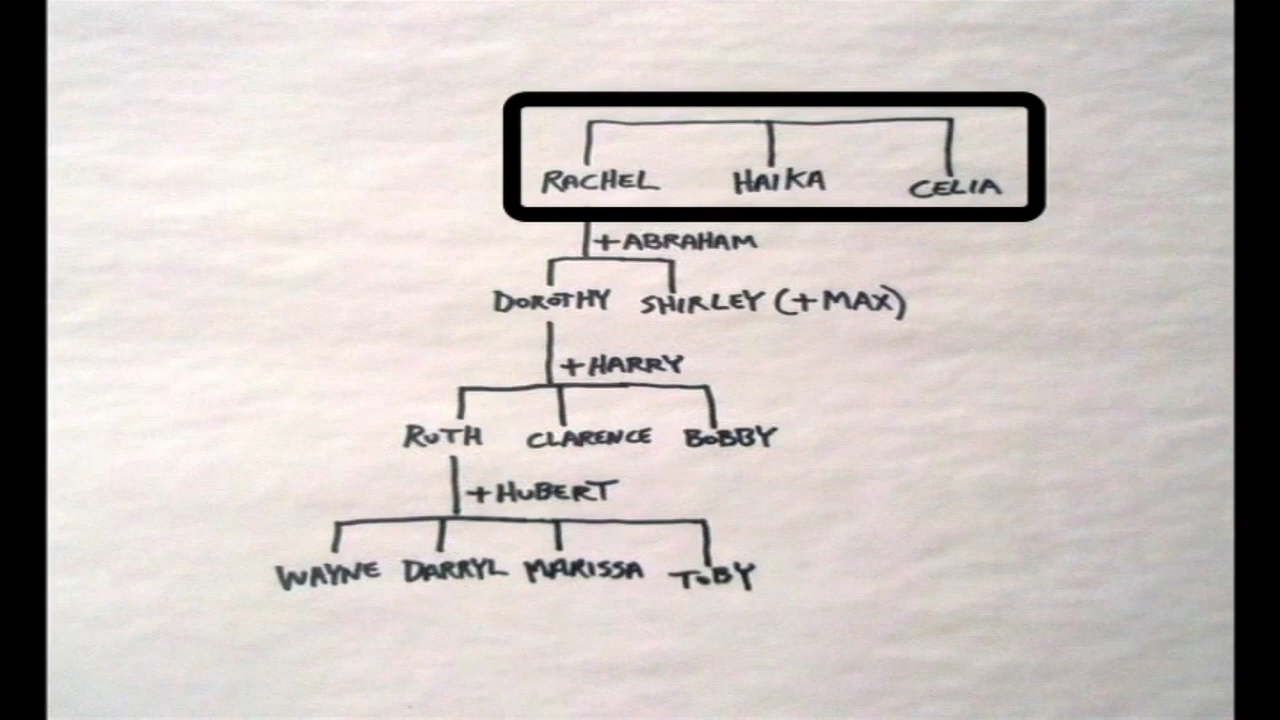 RACHEL HAIKA CELIA
+ABRAHAM
DOROTHY SHIRLEY (+MAX)
+HARRY
RUTH CLARENCE BOBBY
+HUBERT
WAYNE DARRYL MARISSA TOBY